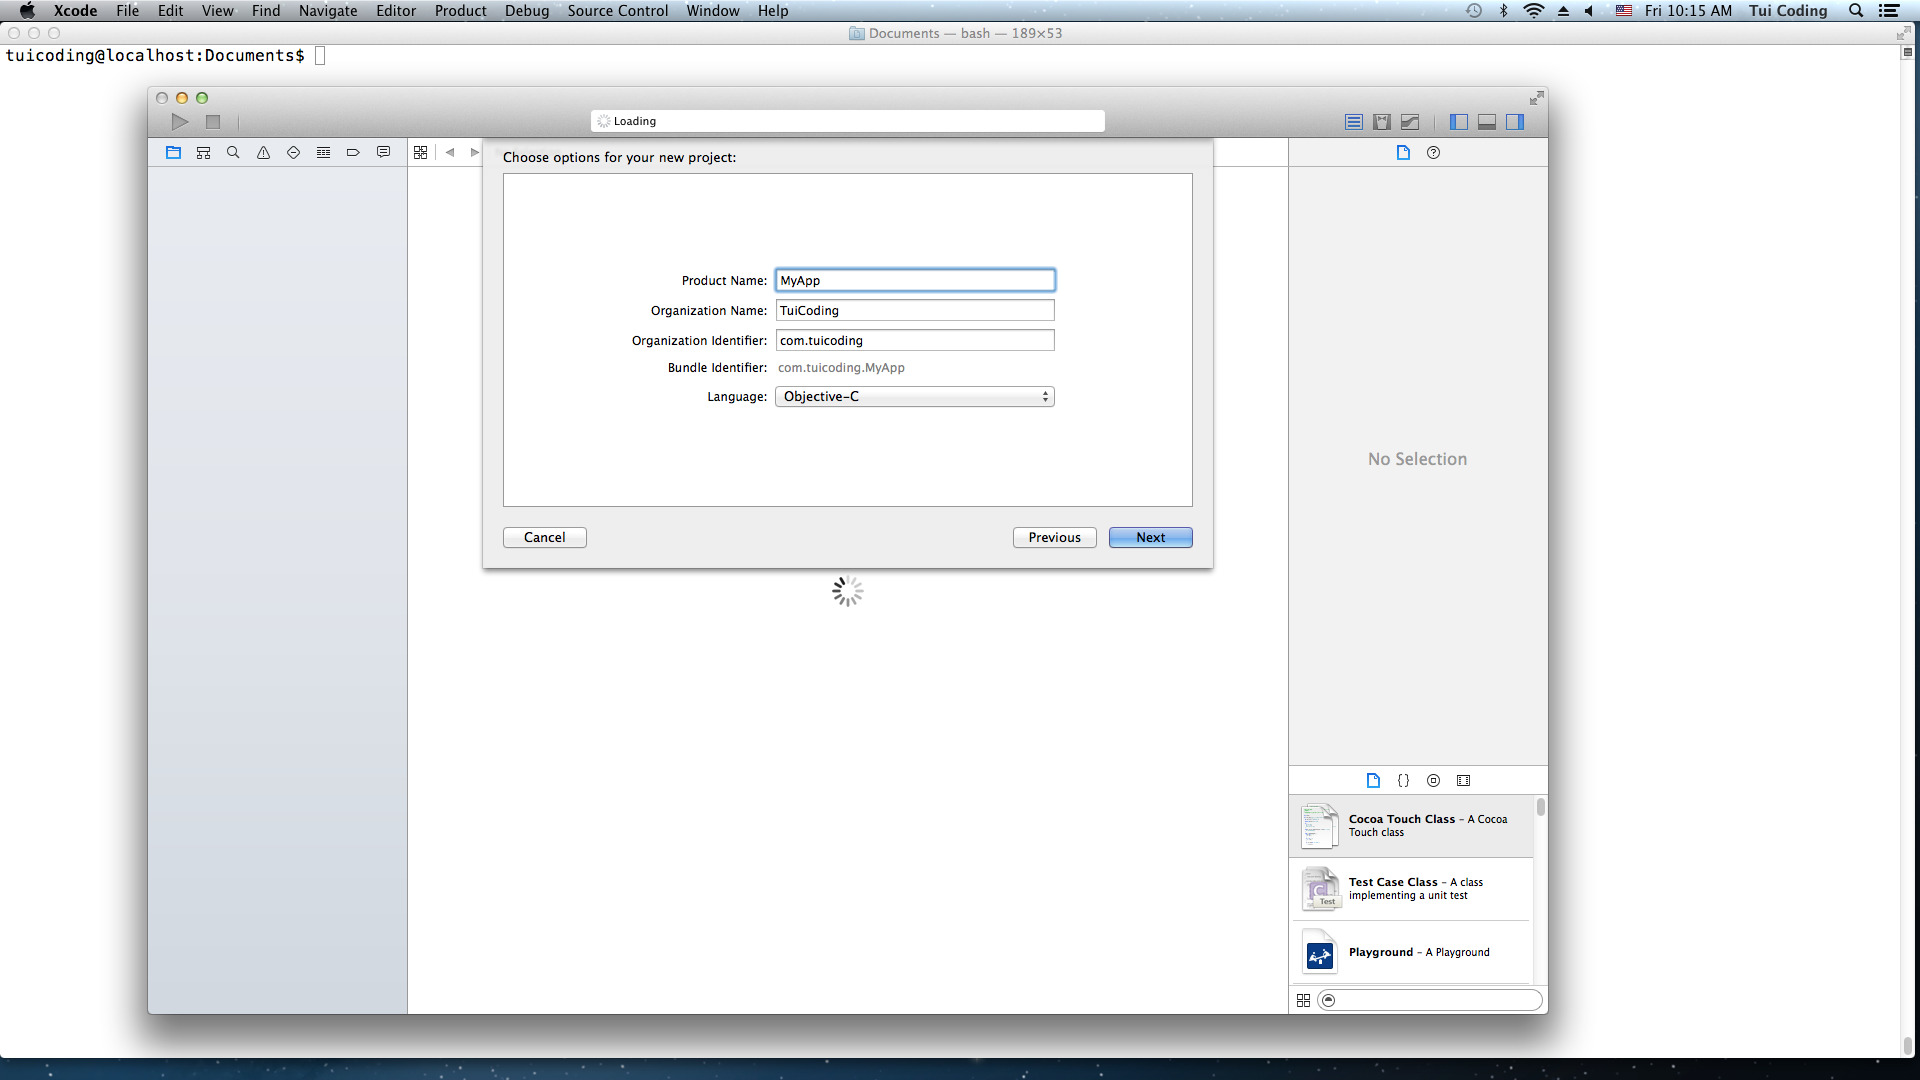 Xcode File Edit View Find Navigate Editor Product Debug Source Control Window Help Fri 10:15 AM Tui Coding
Documents — bash — 189×53
tuicoding@localhost:Documents$
Loading
Choose options for your new project:
Product Name: MyApp
Organization Name: TuiCoding
Organization Identifier: com.tuicoding
Bundle Identifier: com.tuicoding.MyApp
Language: Objective-C
Cancel Previous Next
No Selection
Cocoa Touch Class - A Cocoa
Touch class
Test Case Class - A class
implementing a unit test
Test
Playground - A Playground